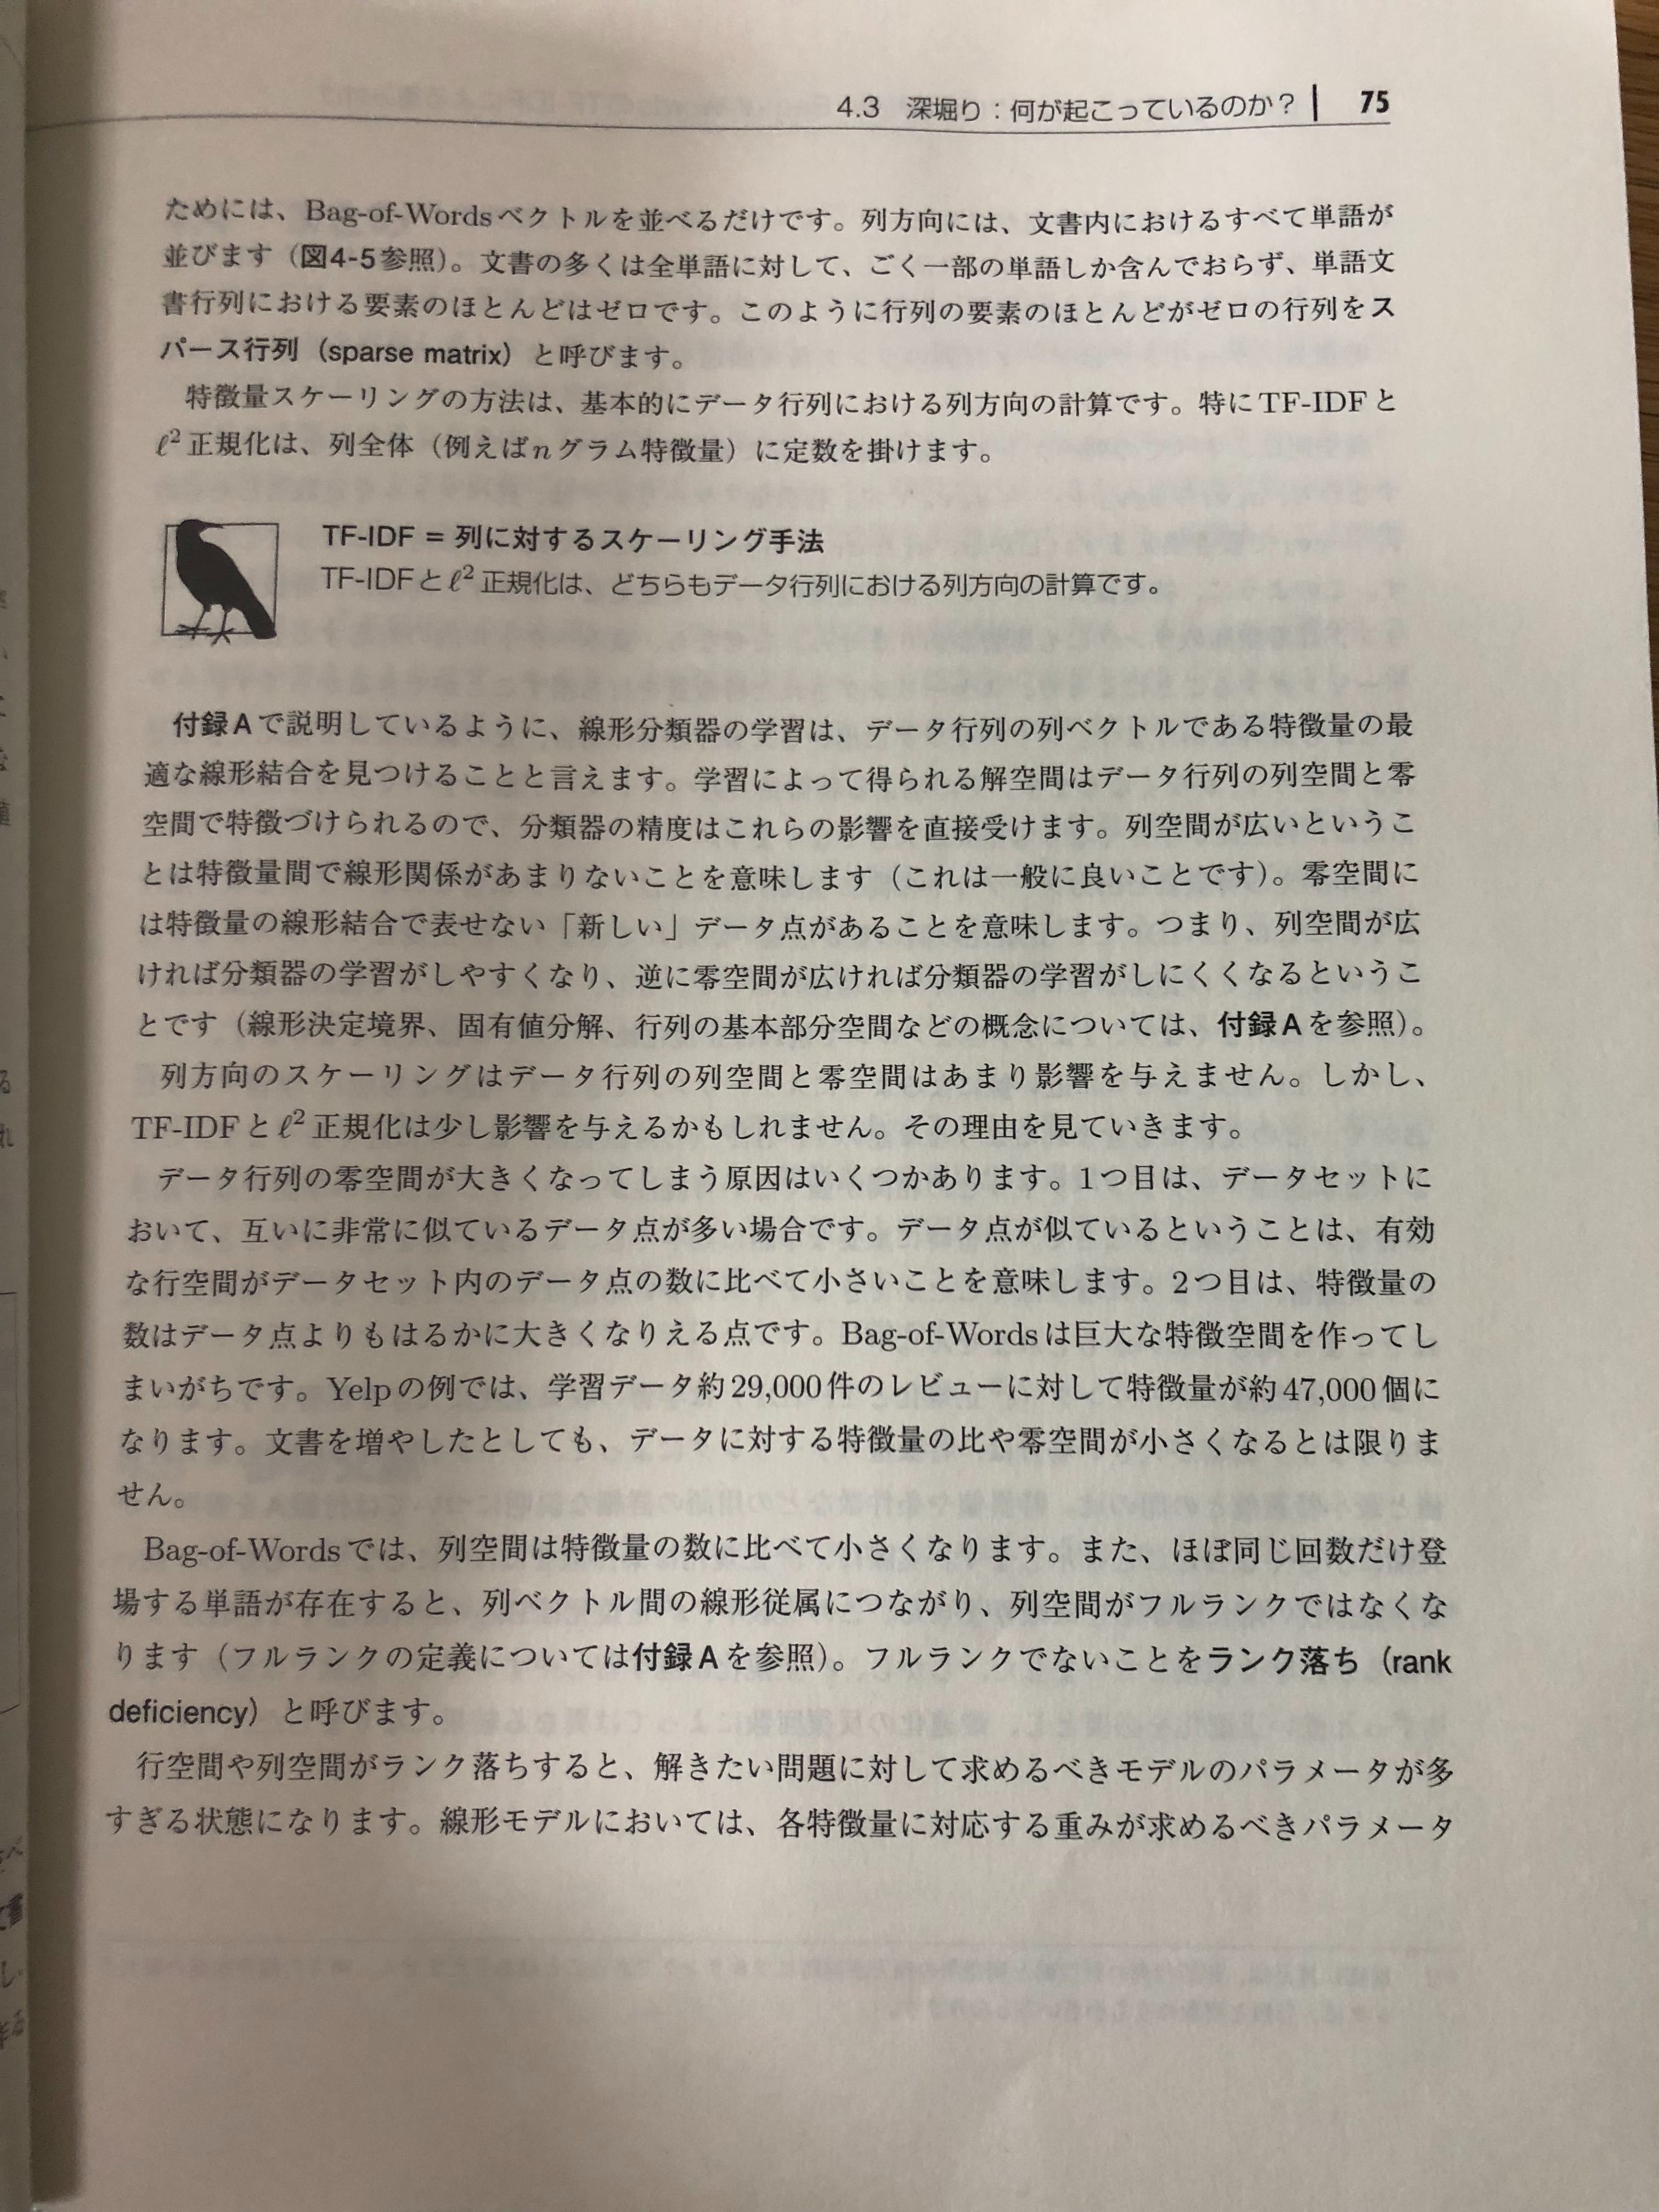 4.3 深堀り：何が起こっているのか？ 75
ためには、Bag-of-Wordsベクトルを並べるだけです。列方向には、文書内におけるすべて単語が
並びます（図4-5参照）。文書の多くは全単語に対して、ごく一部の単語しか含んでおらず、単語文
書行列における要素のほとんどはゼロです。このように行列の要素のほとんどがゼロの行列をス
パース行列（sparse matrix）と呼びます。
特徴量スケーリングの方法は、基本的にデータ行列における列方向の計算です。特にTF-IDFと
ℓ²正規化は、列全体（例えばnグラム特徴量）に定数を掛けます。
TF-IDF = 列に対するスケーリング手法
TF-IDFとℓ²正規化は、どちらもデータ行列における列方向の計算です。
付録Aで説明しているように、線形分類器の学習は、データ行列の列ベクトルである特徴量の最
適な線形結合を見つけることと言えます。学習によって得られる解空間はデータ行列の列空間と零
空間で特徴づけられるので、分類器の精度はこれらの影響を直接受けます。列空間が広いというこ
とは特徴量間で線形関係があまりないことを意味します（これは一般に良いことです）。零空間に
は特徴量の線形結合で表せない「新しい」データ点があることを意味します。つまり、列空間が広
ければ分類器の学習がしやすくなり、逆に零空間が広ければ分類器の学習がしにくくなるというこ
とです（線形決定境界、固有値分解、行列の基本部分空間などの概念については、付録Aを参照）。
列方向のスケーリングはデータ行列の列空間と零空間はあまり影響を与えません。しかし、
TF-IDFとℓ²正規化は少し影響を与えるかもしれません。その理由を見ていきます。
データ行列の零空間が大きくなってしまう原因はいくつかあります。1つ目は、データセットに
おいて、互いに非常に似ているデータ点が多い場合です。データ点が似ているということは、有効
な行空間がデータセット内のデータ点の数に比べて小さいことを意味します。2つ目は、特徴量の
数はデータ点よりもはるかに大きくなりえる点です。Bag-of-Wordsは巨大な特徴空間を作ってし
まいがちです。Yelpの例では、学習データ約29,000件のレビューに対して特徴量が約47,000個に
なります。文書を増やしたとしても、データに対する特徴量の比や零空間が小さくなるとは限りま
せん。
Bag-of-Wordsでは、列空間は特徴量の数に比べて小さくなります。また、ほぼ同じ回数だけ登
場する単語が存在すると、列ベクトル間の線形従属につながり、列空間がフルランクではなくな
ります（フルランクの定義については付録Aを参照）。フルランクでないことをランク落ち（rank
deficiency）と呼びます。
行空間や列空間がランク落ちすると、解きたい問題に対して求めるべきモデルのパラメータが多
すぎる状態になります。線形モデルにおいては、各特徴量に対応する重みが求めるべきパラメータ